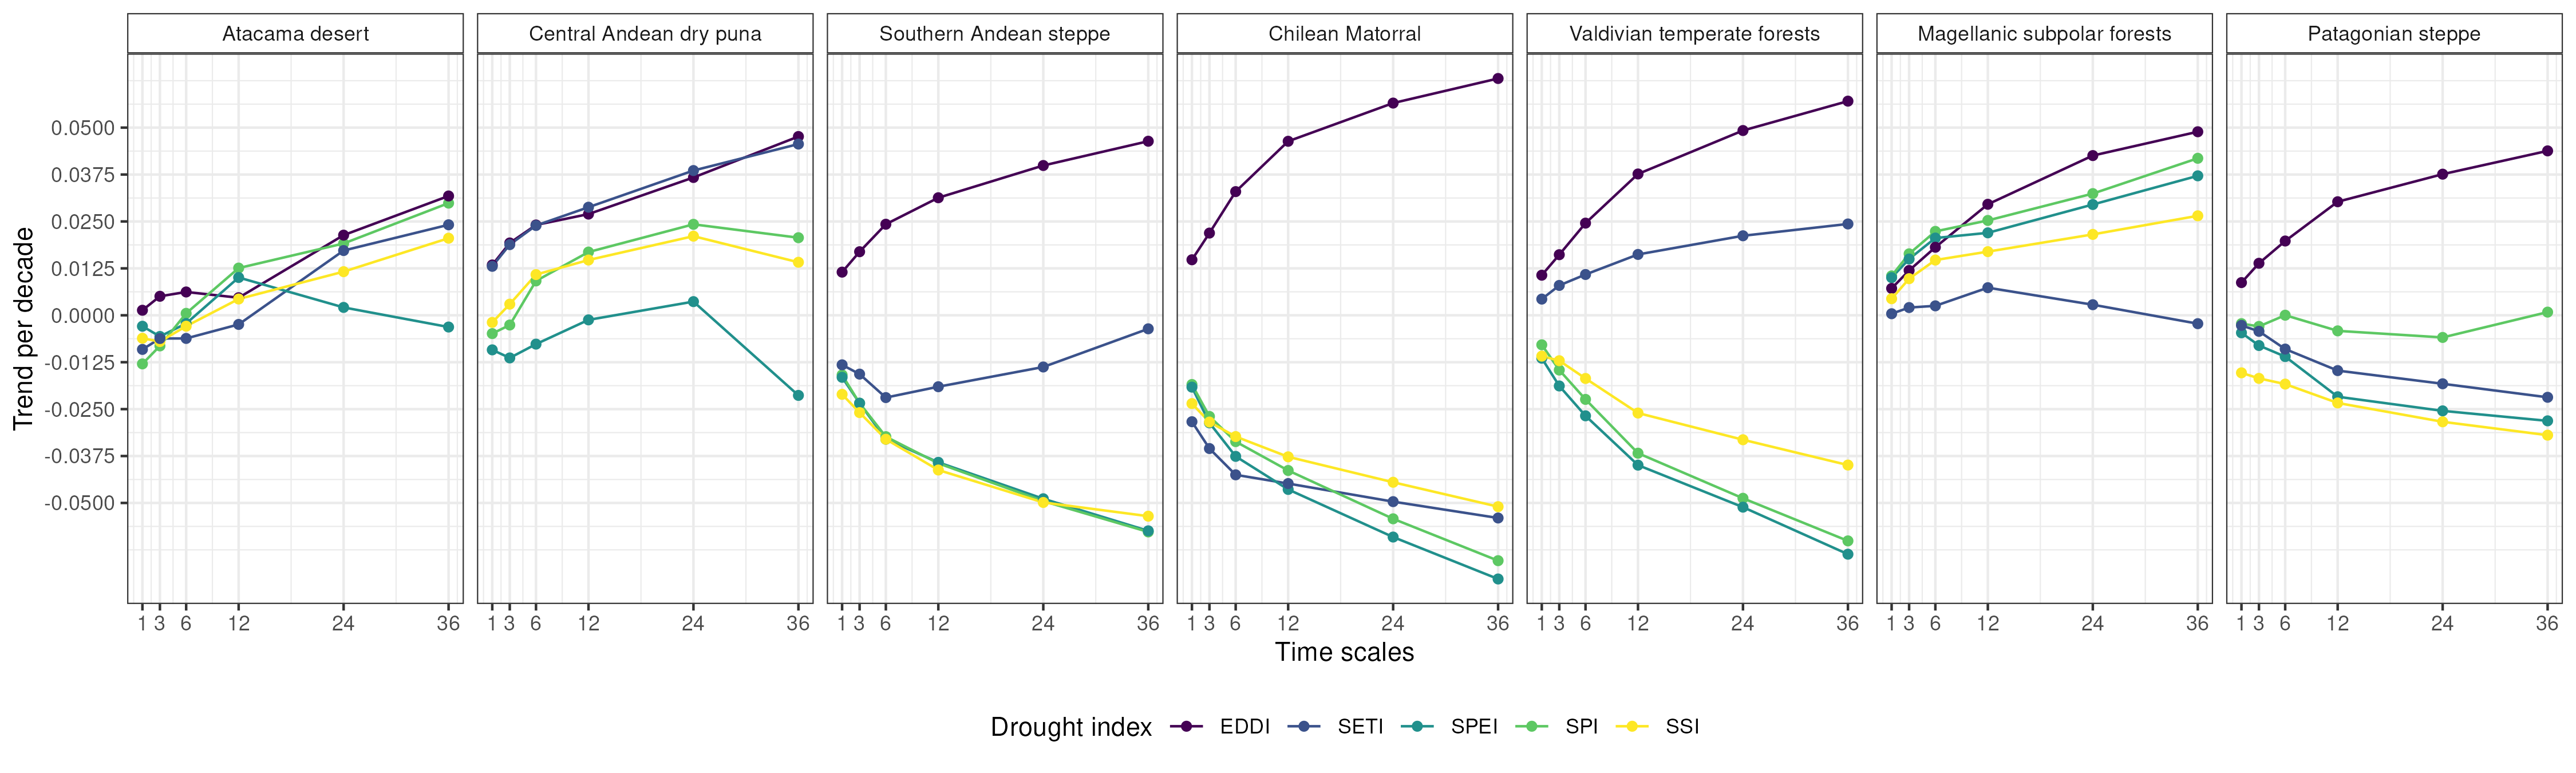 Atacama desert
Central Andean dry puna
Southern Andean steppe
Chilean Matorral
Valdivian temperate forests
Magellanic subpolar forests
Patagonian steppe
Trend per decade
0.0500
0.0375
0.0250
0.0125
0.0000
-0.0125
-0.0250
-0.0375
-0.0500
1 3 6 12 24 36
1 3 6 12 24 36
1 3 6 12 24 36
1 3 6 12 24 36
1 3 6 12 24 36
1 3 6 12 24 36
1 3 6 12 24 36
Time scales
Drought index EDDI SETI SPEI SPI SSI